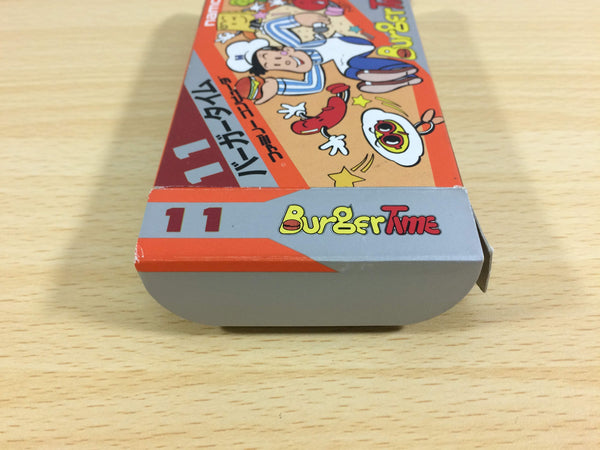 namco
BurgerTime
11
バーガータイム
ファミリーコンピュータ
11 BurgerTime